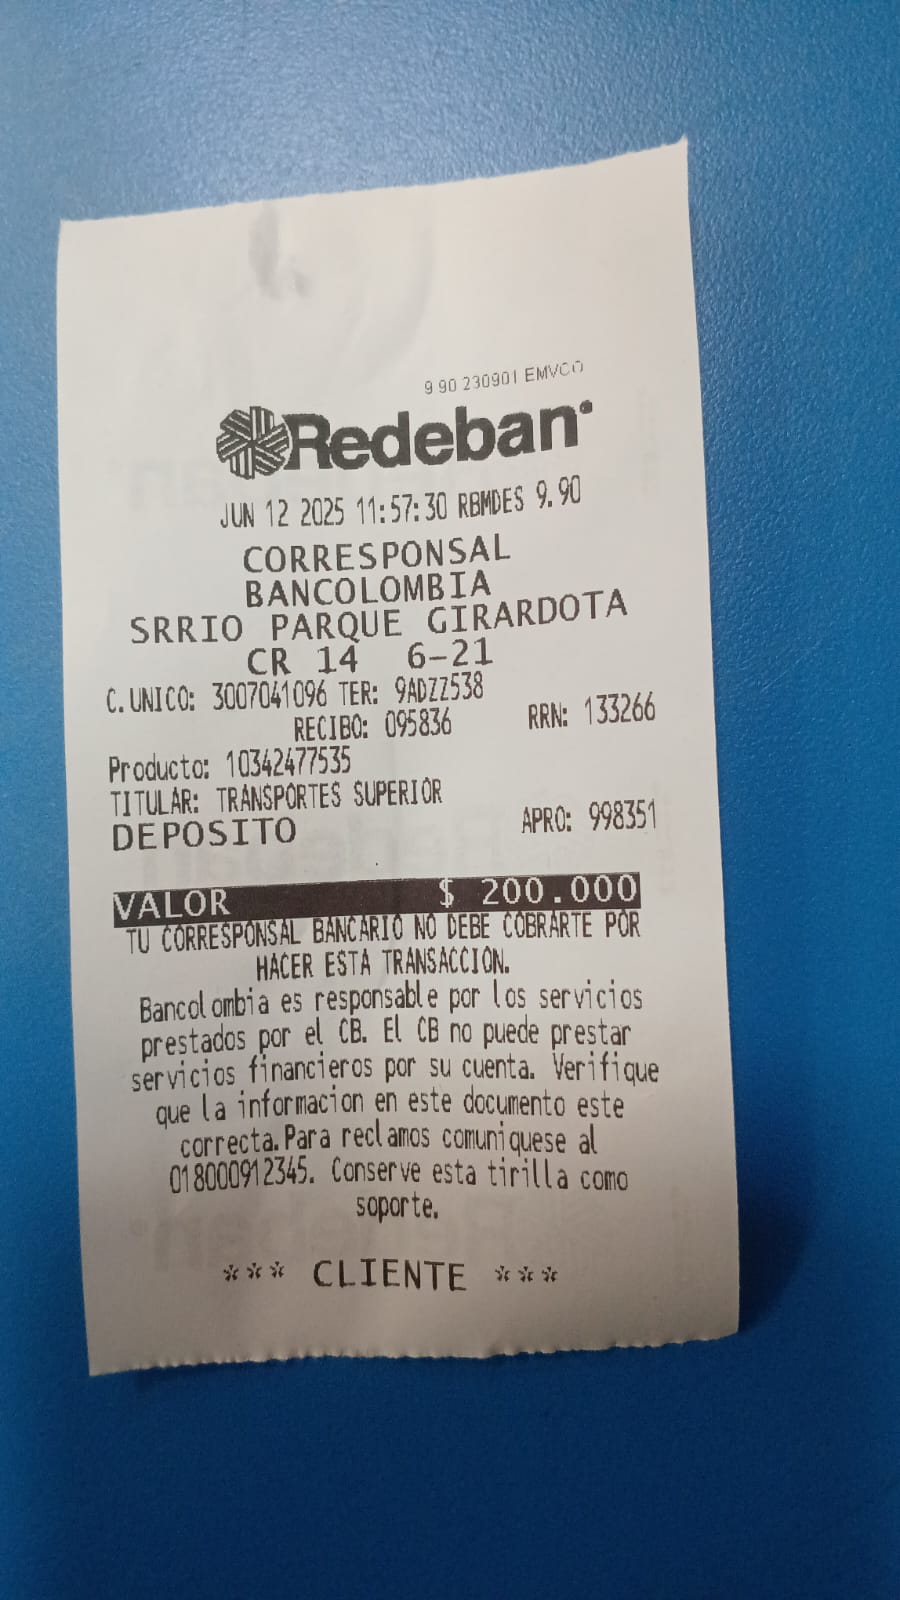 9 90 230901 EMVCO
Redeban
JUN 12 2025 11:57:30 RBMDES 9.90
CORRESPONSAL
BANCOLOMBIA
SRRIO PARQUE GIRARDOTA
CR 14 6-21
C.UNICO: 3007041096 TER: 9ADZZ538
RECIBO: 095836 RRN: 133266
Producto: 10342477535
TITULAR: TRANSPORTES SUPERIOR
DEPOSITO APRO: 998351
VALOR $ 200.000
TU CORRESPONSAL BANCARIO NO DEBE COBRARTE POR
HACER ESTA TRANSACCION.
Bancolombia es responsable por los servicios
prestados por el CB. El CB no puede prestar
servicios financieros por su cuenta. Verifique
que la informacion en este documento este
correcta.Para reclamos comuniquese al
018000912345. Conserve esta tirilla como
soporte.
*** CLIENTE ***